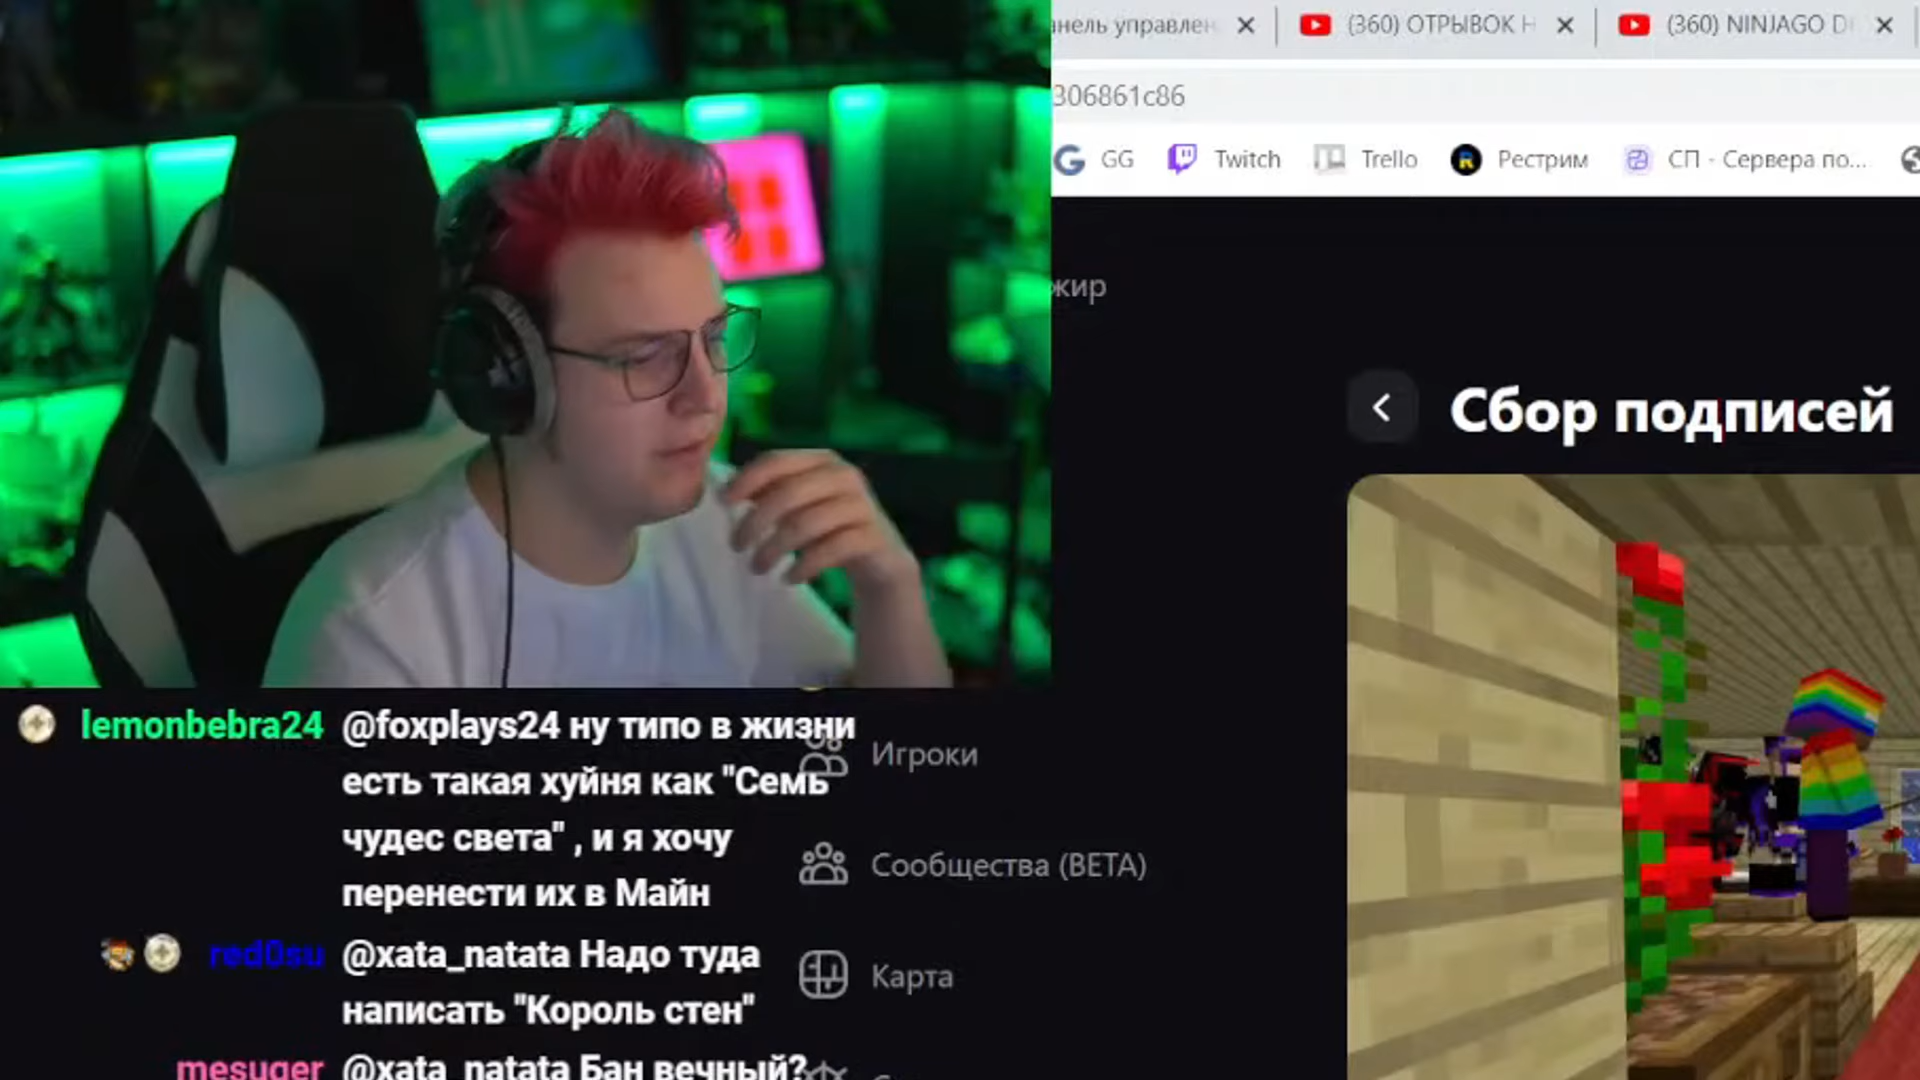 анель управлен
(360) ОТРЫВОК Н
(360) NINJAGO D
306861c86
GG
Twitch
Trello
Рестрим
СП - Сервера по...
жир
Сбор подписей
lemonbebra24 @foxplays24 ну типо в жизни
есть такая хуйня как "Семь
чудес света" , и я хочу
перенести их в Майн
red0su @xata_natata Надо туда
написать "Король стен"
mesuger @xata_natata Бан вечный?
Игроки
Сообщества (BETA)
Карта